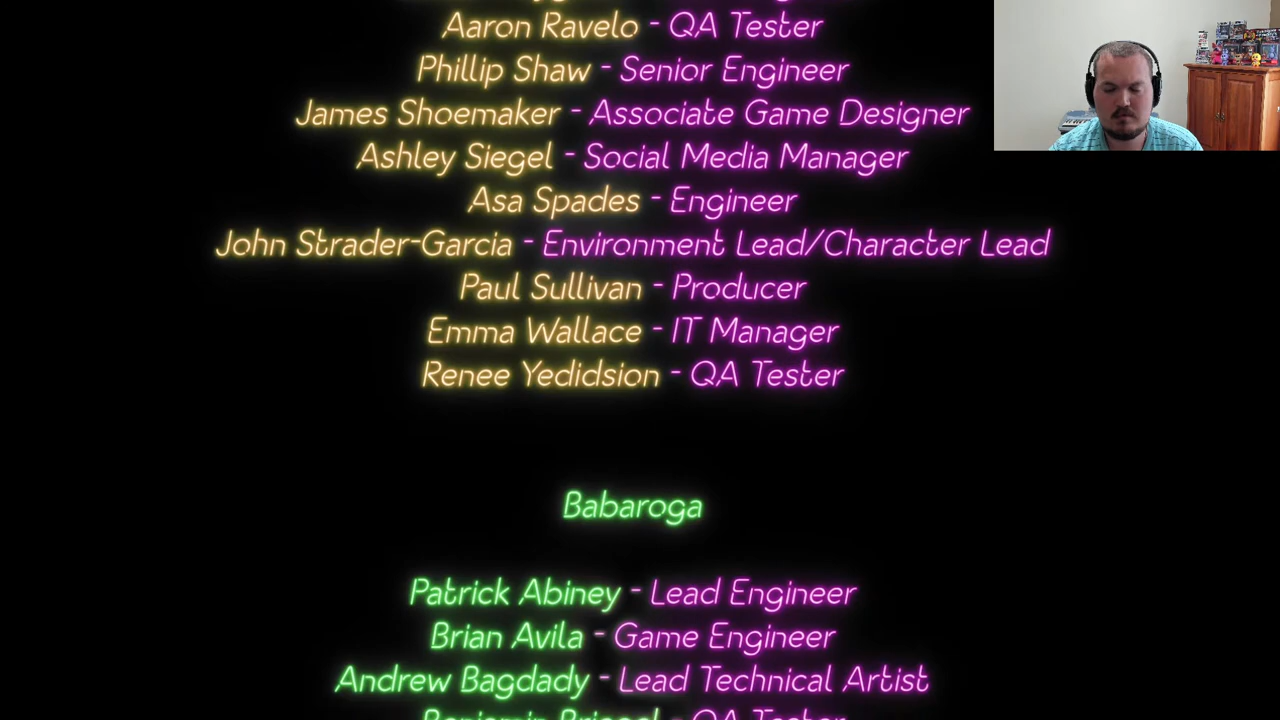 Aaron Ravelo - QA Tester
Phillip Shaw - Senior Engineer
James Shoemaker - Associate Game Designer
Ashley Siegel - Social Media Manager
Asa Spades - Engineer
John Strader-Garcia - Environment Lead/Character Lead
Paul Sullivan - Producer
Emma Wallace - IT Manager
Renee Yedidsion - QA Tester
Babaroga
Patrick Abiney - Lead Engineer
Brian Avila - Game Engineer
Andrew Bagdady - Lead Technical Artist
- QA Tester